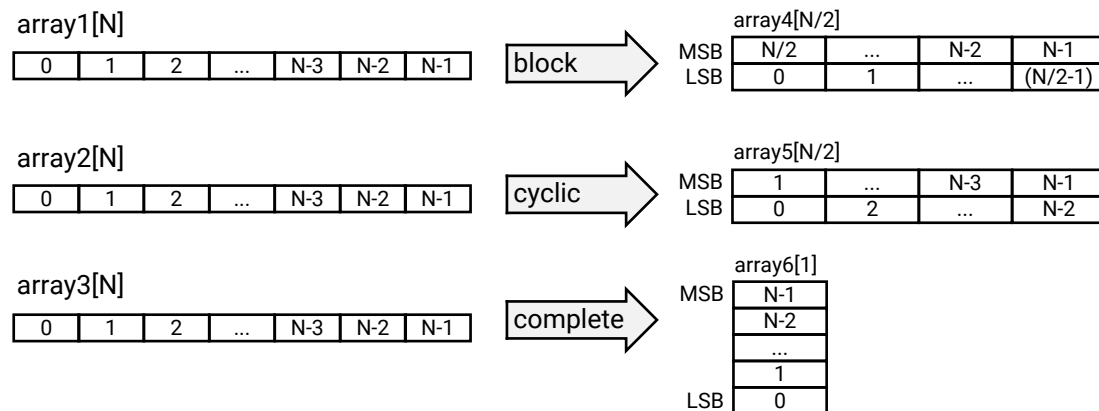 array1[N]
0 1 2 ... N-3 N-2 N-1
block
array4[N/2]
MSB N/2 ... N-2 N-1
LSB 0 1 ... (N/2-1)
array2[N]
0 1 2 ... N-3 N-2 N-1
cyclic
array5[N/2]
MSB 1 ... N-3 N-1
LSB 0 2 ... N-2
array3[N]
0 1 2 ... N-3 N-2 N-1
complete
array6[1]
MSB N-1
N-2
...
1
LSB 0